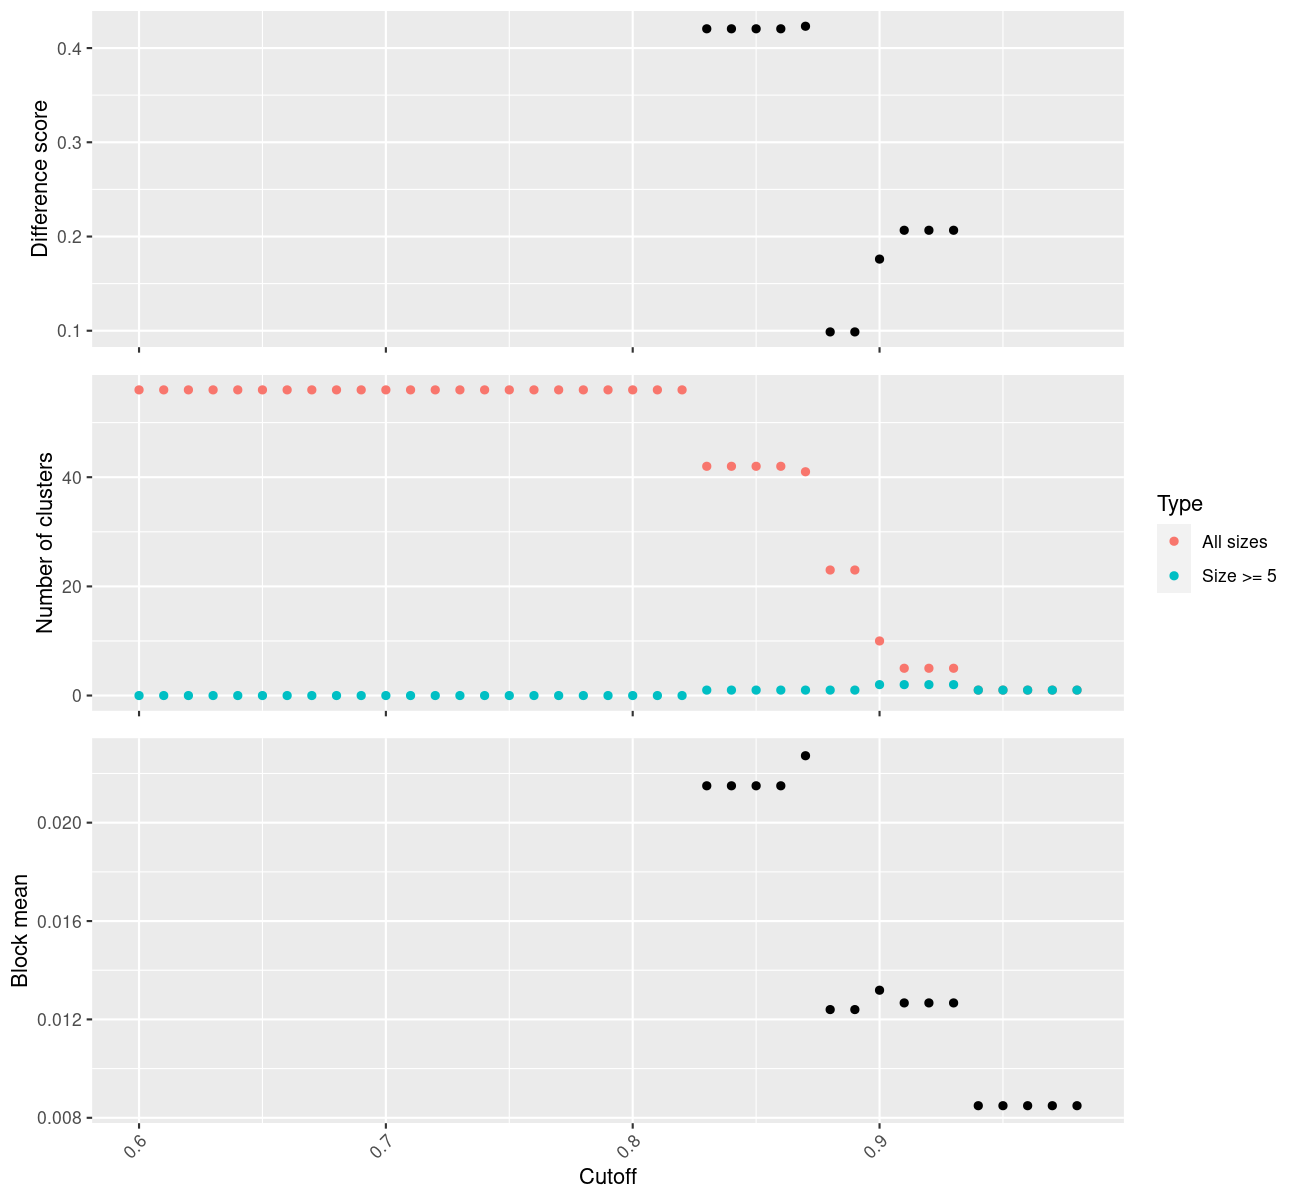 Difference score
0.4
0.3
0.2
0.1
Number of clusters
40
20
0
Type
All sizes
Size >= 5
Block mean
0.020
0.016
0.012
0.008
0.6
0.7
0.8
0.9
Cutoff